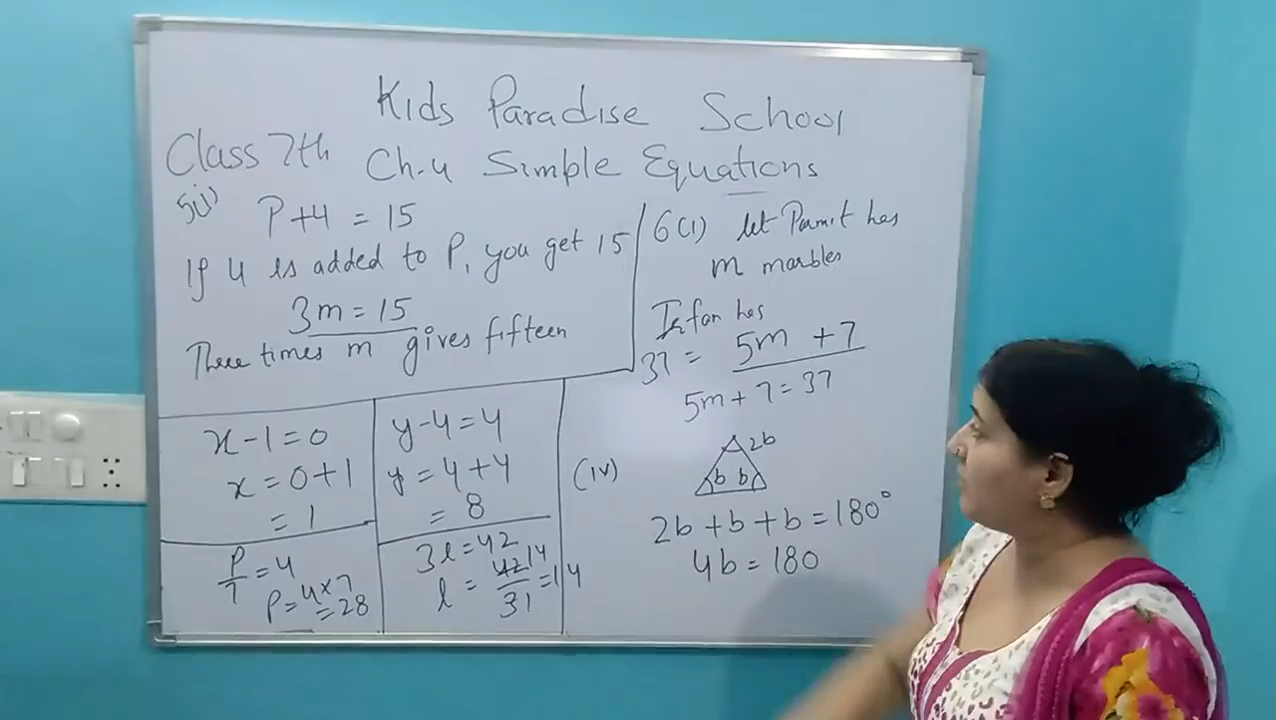 Kids Paradise School
Class 7th
Ch.4 Simple Equations
5(i)
P+4 = 15
If 4 is added to P, you get 15
3m = 15
Three times m gives fifteen
x-1=0
x = 0+1
= 1
y-4=4
y = 4+4
= 8
P/7 = 4
P = 4×7
= 28
3l = 42
l = 42/3 14 1 = 14
6(i) let Parmit has
m marbles
Irfan has
37 = 5m + 7
5m + 7 = 37
(iv)
2b
b b
2b + b + b = 180°
4b = 180